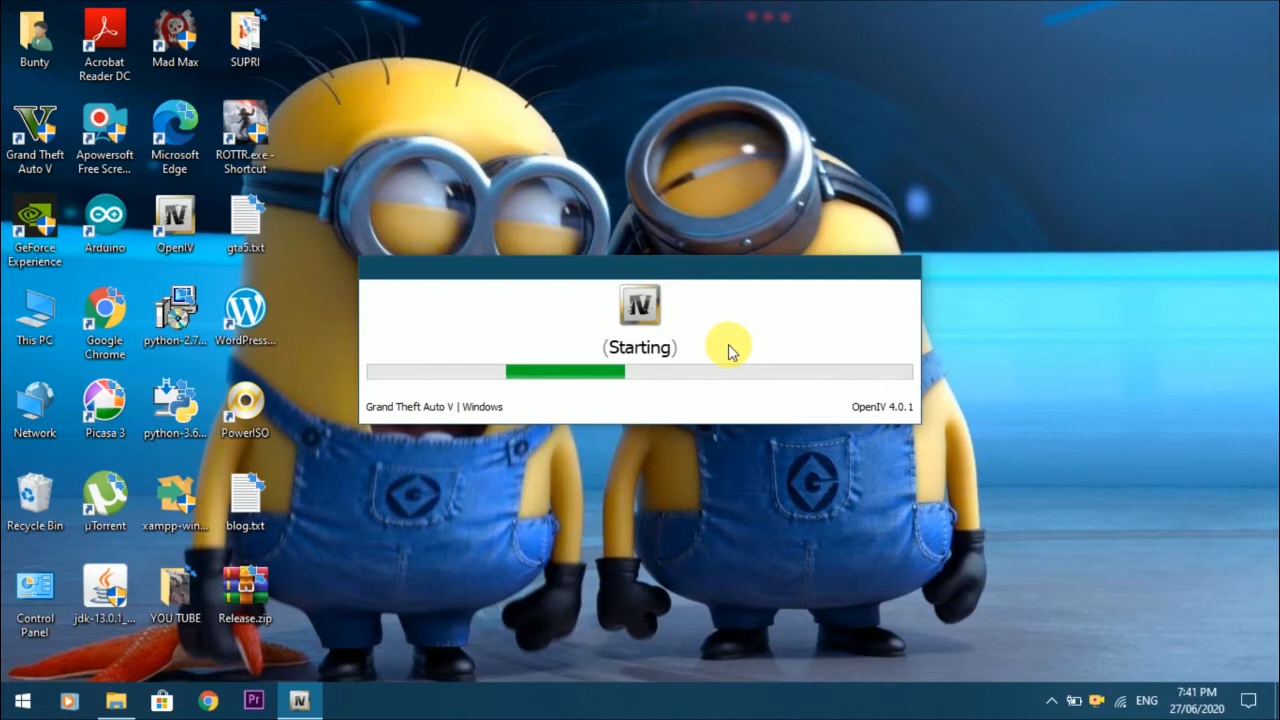 Bunty
Acrobat
Reader DC
Mad Max
SUPRI
Grand Theft
Auto V
Apowersoft
Free Scre...
Microsoft
Edge
ROTTR.exe -
Shortcut
GeForce
Experience
Arduino
OpenIV
gta5.txt
This PC
Google
Chrome
python-2.7...
WordPress...
Network
Picasa 3
python-3.6...
PowerISO
Recycle Bin
µTorrent
xampp-win...
blog.txt
Control
Panel
jdk-13.0.1_...
YOU TUBE
Release.zip
IV
(Starting)
Grand Theft Auto V | Windows
OpenIV 4.0.1
Pr
IV
ENG
7:41 PM
27/06/2020